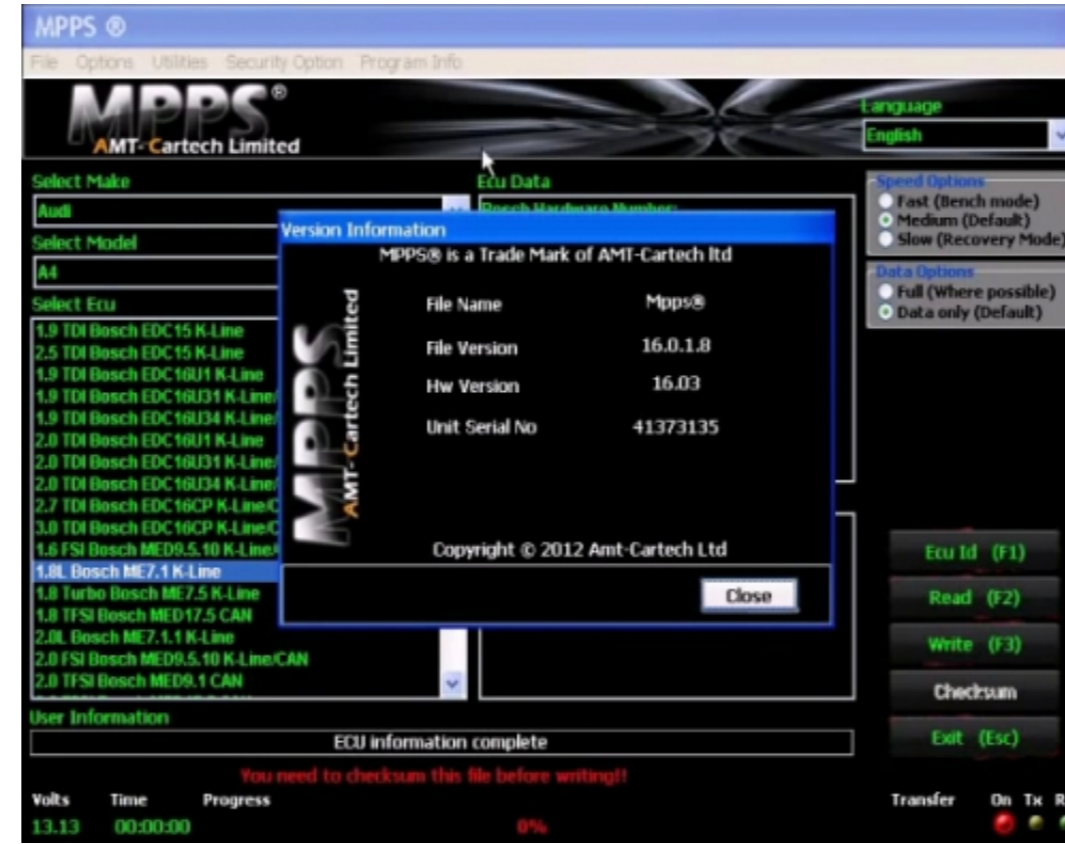 MPPS ®
File Options Utilities Security Option Program Info
MPPS®
AMT-Cartech Limited
Language
English
Select Make
Audi
Select Model
A4
Select Ecu
1.9 TDI Bosch EDC15 K-Line
2.5 TDI Bosch EDC15 K-Line
1.9 TDI Bosch EDC16U1 K-Line
1.9 TDI Bosch EDC16U31 K-Line/
1.9 TDI Bosch EDC16U34 K-Line/
2.0 TDI Bosch EDC16U1 K-Line
2.0 TDI Bosch EDC16U31 K-Line/
2.0 TDI Bosch EDC16U34 K-Line/
2.7 TDI Bosch EDC16CP K-Line/C
3.0 TDI Bosch EDC16CP K-Line/C
1.6 FSI Bosch MED9.5.10 K-Line/
1.8L Bosch ME7.1 K-Line
1.8 Turbo Bosch ME7.5 K-Line
1.8 TFSI Bosch MED17.5 CAN
2.0L Bosch ME7.1.1 K-Line
2.0 FSI Bosch MED9.5.10 K-Line/CAN
2.0 TFSI Bosch MED9.1 CAN
Ecu Data
Bosch Hardware Number:
Version Information
MPPS® is a Trade Mark of AMT-Cartech ltd
MPPS
AMT-Cartech Limited
File Name Mpps®
File Version 16.0.1.8
Hw Version 16.03
Unit Serial No 41373135
Copyright © 2012 Amt-Cartech Ltd
Close
Speed Options
Fast (Bench mode)
Medium (Default)
Slow (Recovery Mode)
Data Options
Full (Where possible)
Data only (Default)
Ecu Id (F1)
Read (F2)
Write (F3)
Checksum
Exit (Esc)
User Information
ECU information complete
You need to checksum this file before writing!!
Volts Time Progress Transfer On Tx R
13.13 00:00:00 0%